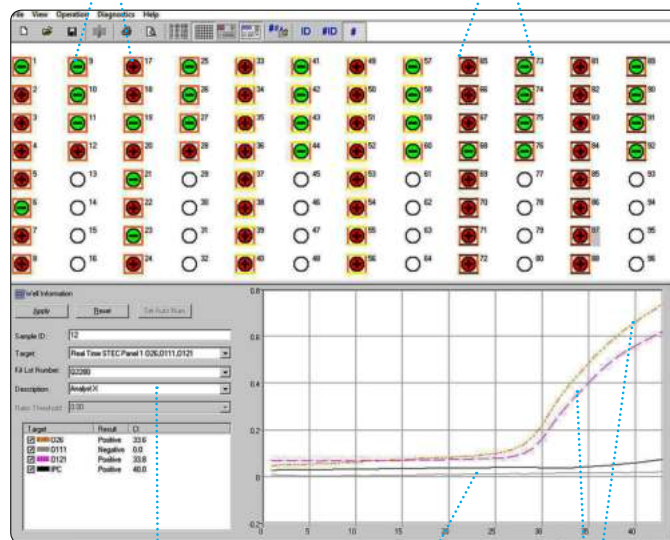 File View Operation Diagnostics Help
ID #ID #
1 9 17 25 33 41 49 57 65 73 81 89
2 10 18 26 34 42 50 58 66 74 82 90
3 11 19 27 35 43 51 59 67 75 83 91
4 12 20 28 36 44 52 60 68 76 84 92
5 13 21 29 37 45 53 61 69 77 85 93
6 14 22 30 38 46 54 62 70 78 86 94
7 15 23 31 39 47 55 63 71 79 87 95
8 16 24 32 40 48 56 64 72 80 88 96
Well Information
Apply Reset Set Auto Num
Sample ID: 12
Target: Real Time STEC Panel 1 O26,O111,O121
Kit Lot Number: Q2280
Description: Analyst X
Ratio Threshold: 0.00
Target Result Ct
O26 Positive 33.6
O111 Negative 0.0
O121 Positive 33.8
IPC Positive 40.0
0.8
0.6
0.4
0.2
0
-0.2
0 5 10 15 20 25 30 35 40